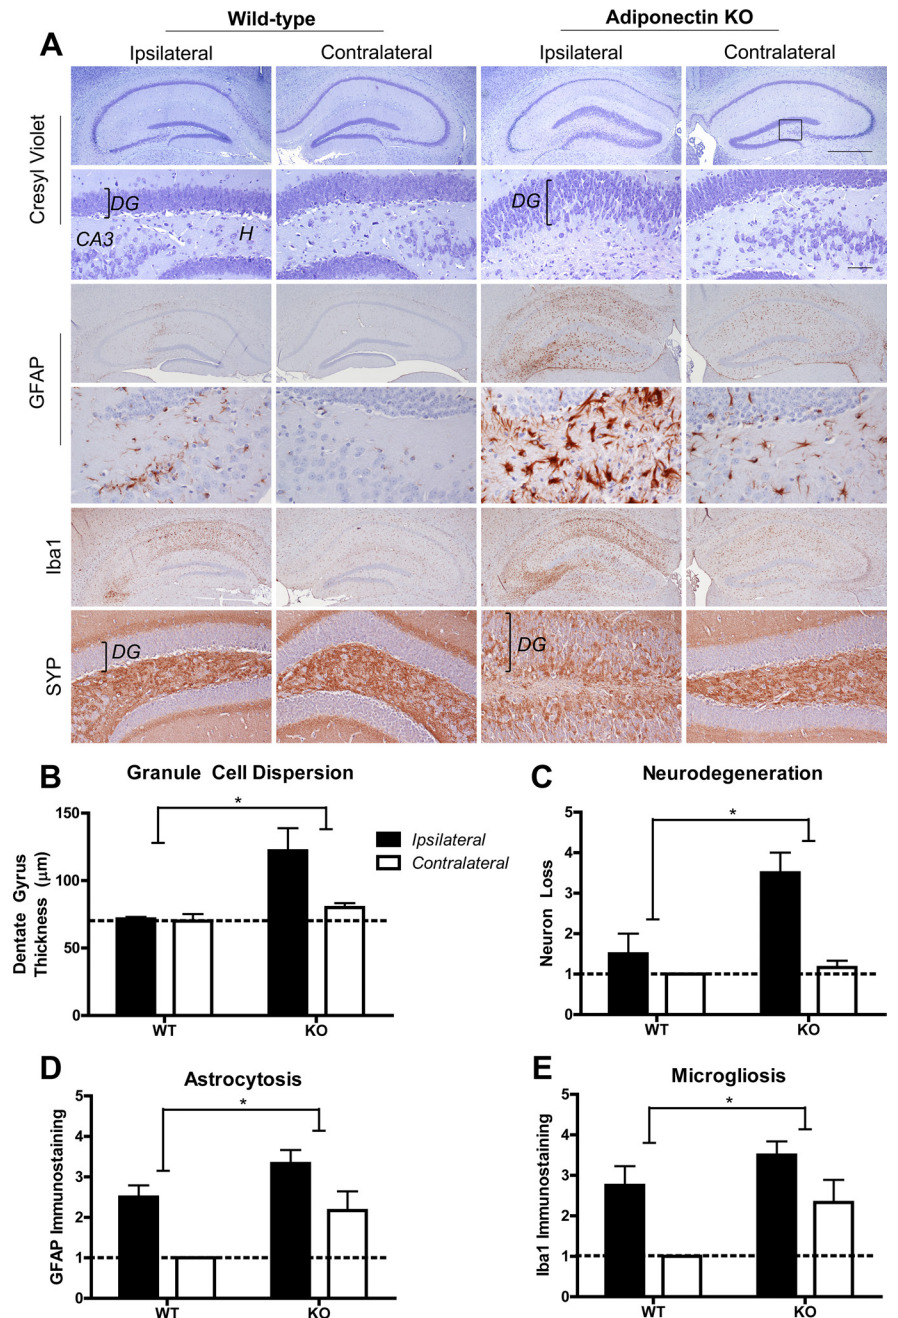 Wild-type Adiponectin KO
A
Ipsilateral Contralateral Ipsilateral Contralateral
Cresyl Violet
DG
CA3 H
DG
GFAP
Iba1
SYP
DG
DG
B
Granule Cell Dispersion
*
150
100
50
0
Dentate Gyrus
Thickness (μm)
WT KO
Ipsilateral
Contralateral
C
Neurodegeneration
*
5
4
3
2
1
0
Neuron Loss
WT KO
D
Astrocytosis
*
5
4
3
2
1
0
GFAP Immunostaining
WT KO
E
Microgliosis
*
5
4
3
2
1
0
Iba1 Immunostaining
WT KO